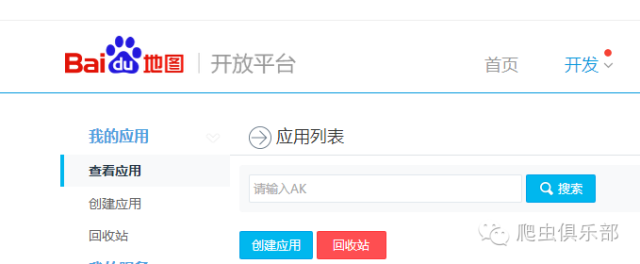 Bai du 地图 开放平台 首页 开发
我的应用
应用列表
查看应用
请输入AK 搜索
创建应用
回收站
创建应用 回收站
爬虫俱乐部